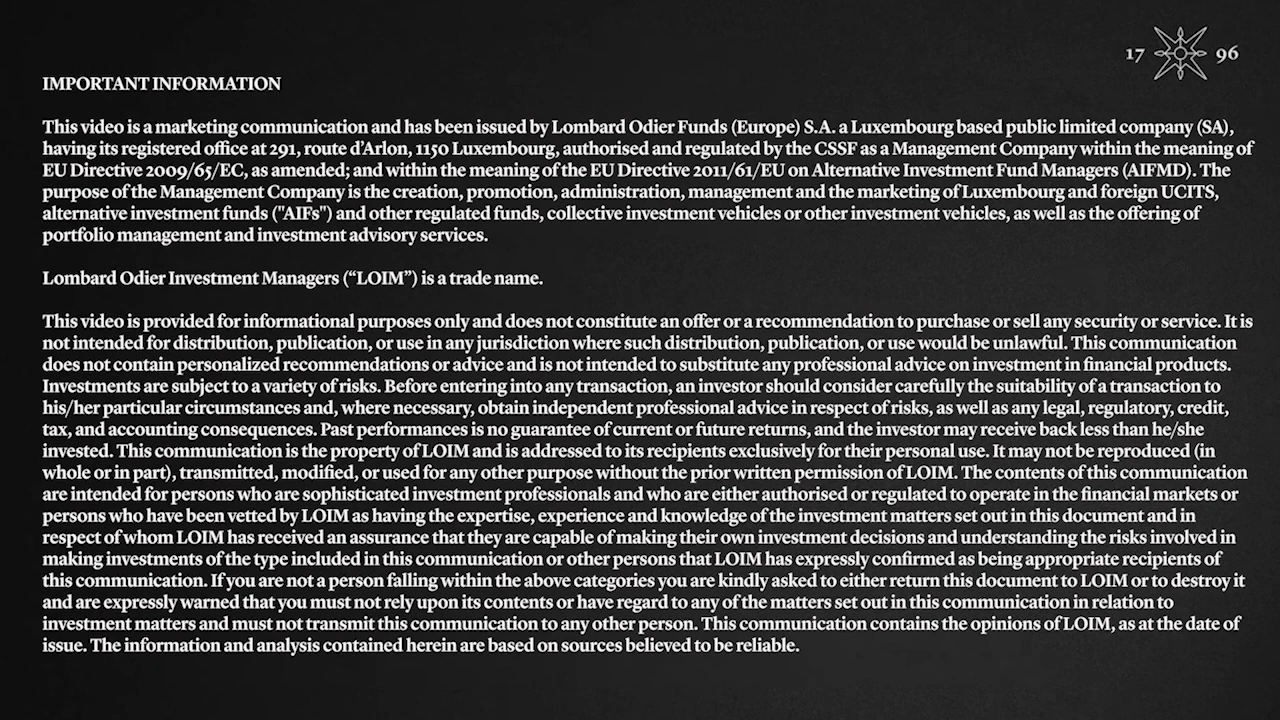 17 96
IMPORTANT INFORMATION
This video is a marketing communication and has been issued by Lombard Odier Funds (Europe) S.A. a Luxembourg based public limited company (SA),
having its registered office at 291, route d’Arlon, 1150 Luxembourg, authorised and regulated by the CSSF as a Management Company within the meaning of
EU Directive 2009/65/EC, as amended; and within the meaning of the EU Directive 2011/61/EU on Alternative Investment Fund Managers (AIFMD). The
purpose of the Management Company is the creation, promotion, administration, management and the marketing of Luxembourg and foreign UCITS,
alternative investment funds ("AIFs") and other regulated funds, collective investment vehicles or other investment vehicles, as well as the offering of
portfolio management and investment advisory services.
Lombard Odier Investment Managers (“LOIM”) is a trade name.
This video is provided for informational purposes only and does not constitute an offer or a recommendation to purchase or sell any security or service. It is
not intended for distribution, publication, or use in any jurisdiction where such distribution, publication, or use would be unlawful. This communication
does not contain personalized recommendations or advice and is not intended to substitute any professional advice on investment in financial products.
Investments are subject to a variety of risks. Before entering into any transaction, an investor should consider carefully the suitability of a transaction to
his/her particular circumstances and, where necessary, obtain independent professional advice in respect of risks, as well as any legal, regulatory, credit,
tax, and accounting consequences. Past performances is no guarantee of current or future returns, and the investor may receive back less than he/she
invested. This communication is the property of LOIM and is addressed to its recipients exclusively for their personal use. It may not be reproduced (in
whole or in part), transmitted, modified, or used for any other purpose without the prior written permission of LOIM. The contents of this communication
are intended for persons who are sophisticated investment professionals and who are either authorised or regulated to operate in the financial markets or
persons who have been vetted by LOIM as having the expertise, experience and knowledge of the investment matters set out in this document and in
respect of whom LOIM has received an assurance that they are capable of making their own investment decisions and understanding the risks involved in
making investments of the type included in this communication or other persons that LOIM has expressly confirmed as being appropriate recipients of
this communication. If you are not a person falling within the above categories you are kindly asked to either return this document to LOIM or to destroy it
and are expressly warned that you must not rely upon its contents or have regard to any of the matters set out in this communication in relation to
investment matters and must not transmit this communication to any other person. This communication contains the opinions of LOIM, as at the date of
issue. The information and analysis contained herein are based on sources believed to be reliable.